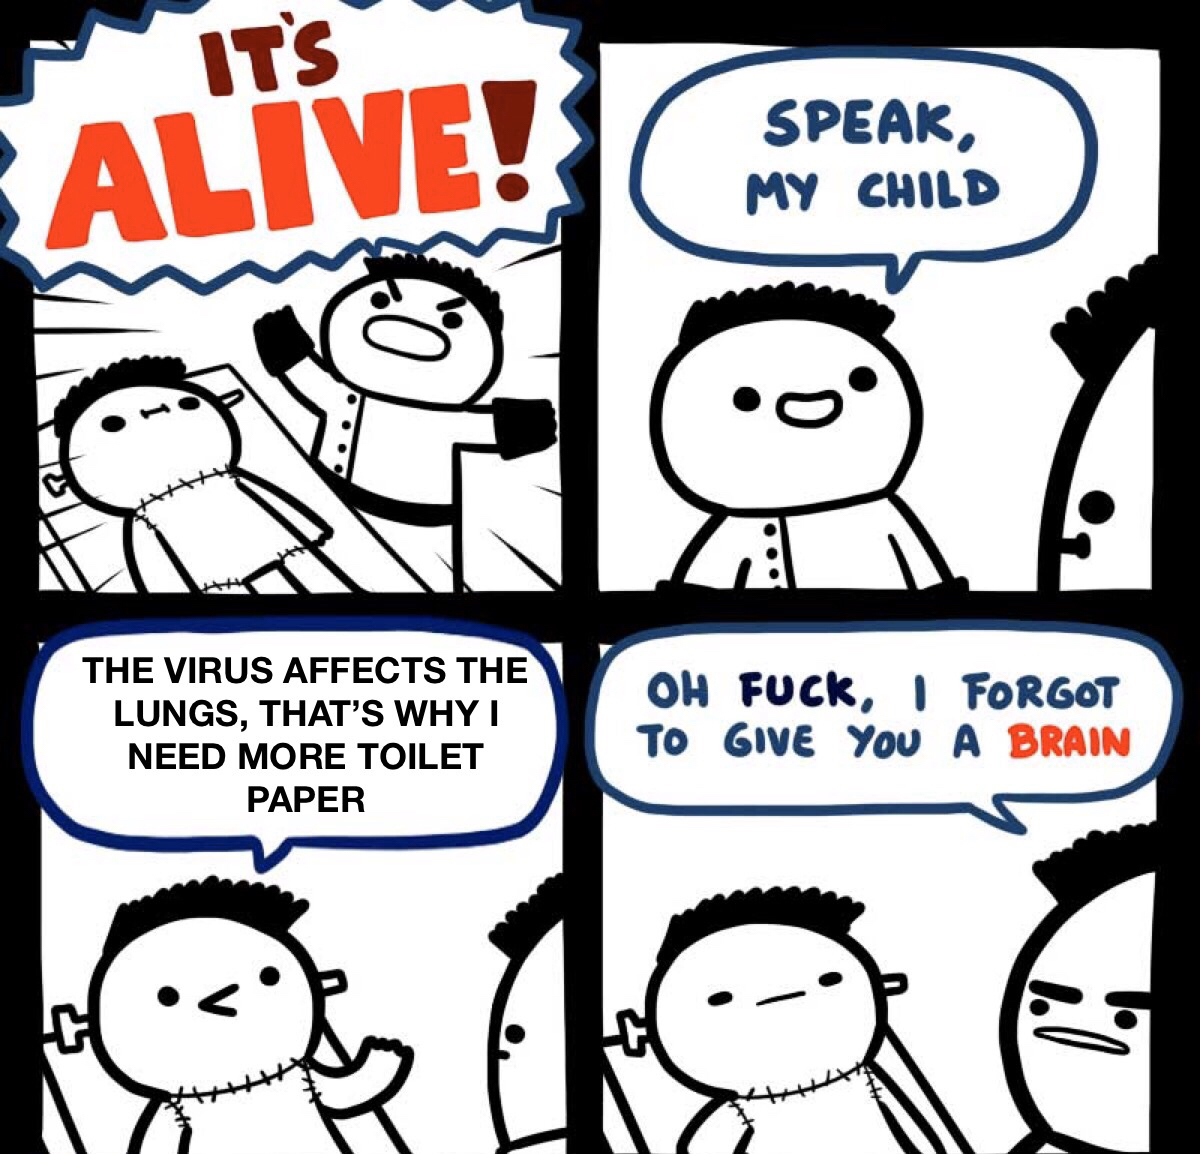 IT'S
ALIVE!
SPEAK,
MY CHILD
THE VIRUS AFFECTS THE
LUNGS, THAT'S WHY I
NEED MORE TOILET
PAPER
OH FUCK, I FORGOT
TO GIVE YOU A BRAIN